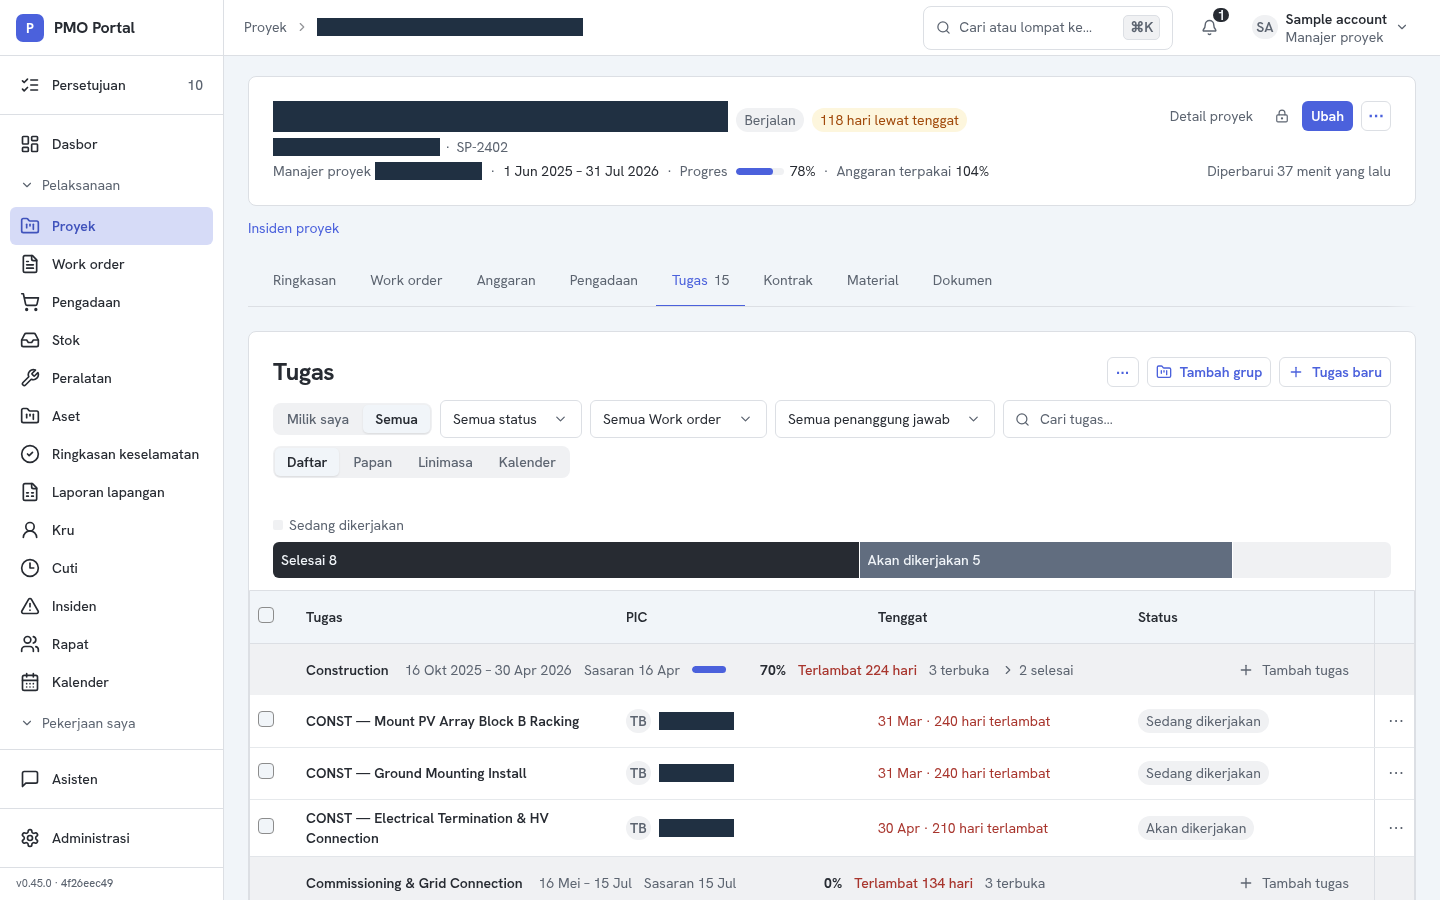 P PMO Portal
Proyek
Cari atau lompat ke...
⌘K
1
SA
Sample account
Manajer proyek
Persetujuan 10
Dasbor
Pelaksanaan
Proyek
Work order
Pengadaan
Stok
Peralatan
Aset
Ringkasan keselamatan
Laporan lapangan
Kru
Cuti
Insiden
Rapat
Kalender
Pekerjaan saya
Asisten
Administrasi
v0.45.0 · 4f26eec49
Berjalan
118 hari lewat tenggat
Detail proyek
Ubah
· SP-2402
Manajer proyek · 1 Jun 2025 – 31 Jul 2026 · Progres 78% · Anggaran terpakai 104%
Diperbarui 37 menit yang lalu
Insiden proyek
Ringkasan
Work order
Anggaran
Pengadaan
Tugas 15
Kontrak
Material
Dokumen
Tugas
Tambah grup
Tugas baru
Milik saya
Semua
Semua status
Semua Work order
Semua penanggung jawab
Cari tugas...
Daftar
Papan
Linimasa
Kalender
Sedang dikerjakan
Selesai 8
Akan dikerjakan 5
Tugas PIC Tenggat Status
Construction 16 Okt 2025 – 30 Apr 2026 Sasaran 16 Apr 70% Terlambat 224 hari 3 terbuka 2 selesai Tambah tugas
CONST — Mount PV Array Block B Racking TB 31 Mar · 240 hari terlambat Sedang dikerjakan
CONST — Ground Mounting Install TB 31 Mar · 240 hari terlambat Sedang dikerjakan
CONST — Electrical Termination & HV
Connection
TB 30 Apr · 210 hari terlambat Akan dikerjakan
Commissioning & Grid Connection 16 Mei – 15 Jul Sasaran 15 Jul 0% Terlambat 134 hari 3 terbuka Tambah tugas